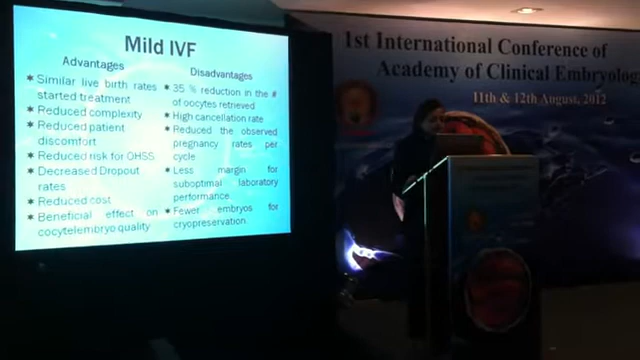 Mild IVF
Advantages
* Similar live birth rates
started treatment
* Reduced complexity
* Reduced patient
discomfort
* Reduced risk for OHSS
* Decreased Dropout
rates
* Reduced cost
* Beneficial effect on
oocytelembryo quality
Disadvantages
* 35 % reduction in the #
of oocytes retrieved
* High cancellation rate
* Reduced the observed
pregnancy rates per
cycle
* Less margin for
suboptimal laboratory
performance
* Fewer embryos for
cryopreservation.
1st International Conference of
Academy of Clinical Embryolog
11th & 12th August, 2012